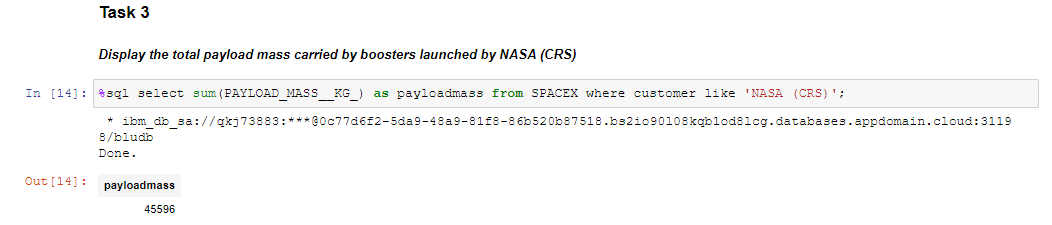 Task 3
Display the total payload mass carried by boosters launched by NASA (CRS)
In [14]: %sql select sum(PAYLOAD_MASS__KG_) as payloadmass from SPACEX where customer like 'NASA (CRS)';
* ibm_db_sa://qkj73883:***@0c77d6f2-5da9-48a9-81f8-86b520b87518.bs2io90l08kqb1od8lcg.databases.appdomain.cloud:3119
8/bludb
Done.
Out[14]: payloadmass
45596